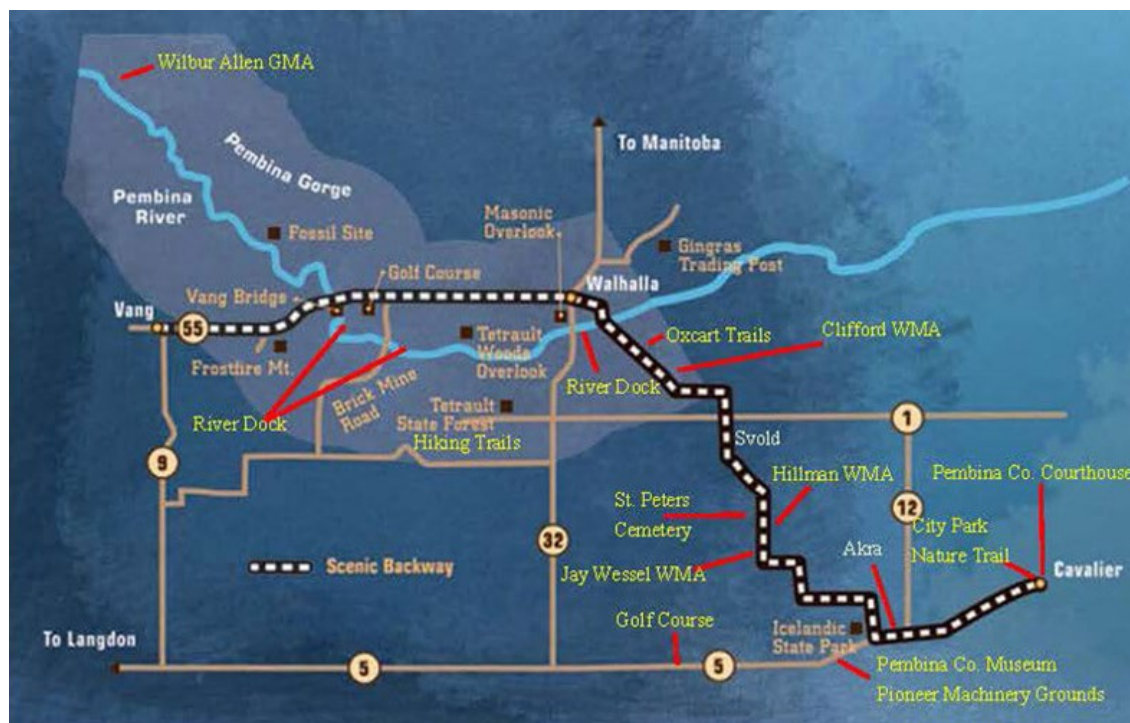 Wilbur Allen GMA
To Manitoba
Pembina Gorge
Pembina
River
Masonic
Overlook
Fossil Site
Gingras
Trading Post
Golf Course
Walhalla
Vang Bridge
Vang
55
Oxcart Trails
Clifford WMA
Tetrault
Woods
Overlook
Frostfire Mt.
River Dock
Brick Mine
Road
River Dock
Tetrault
State Forest
1
Hiking Trails
Svold
9
Hillman WMA
Pembina Co. Courthouse
St. Peters
Cemetery
12
City Park
Nature Trail
32
Akra
Scenic Backway
Jay Wessel WMA
Cavalier
Golf Course
Icelandic
State Park
To Langdon
5
5
Pembina Co. Museum
Pioneer Machinery Grounds